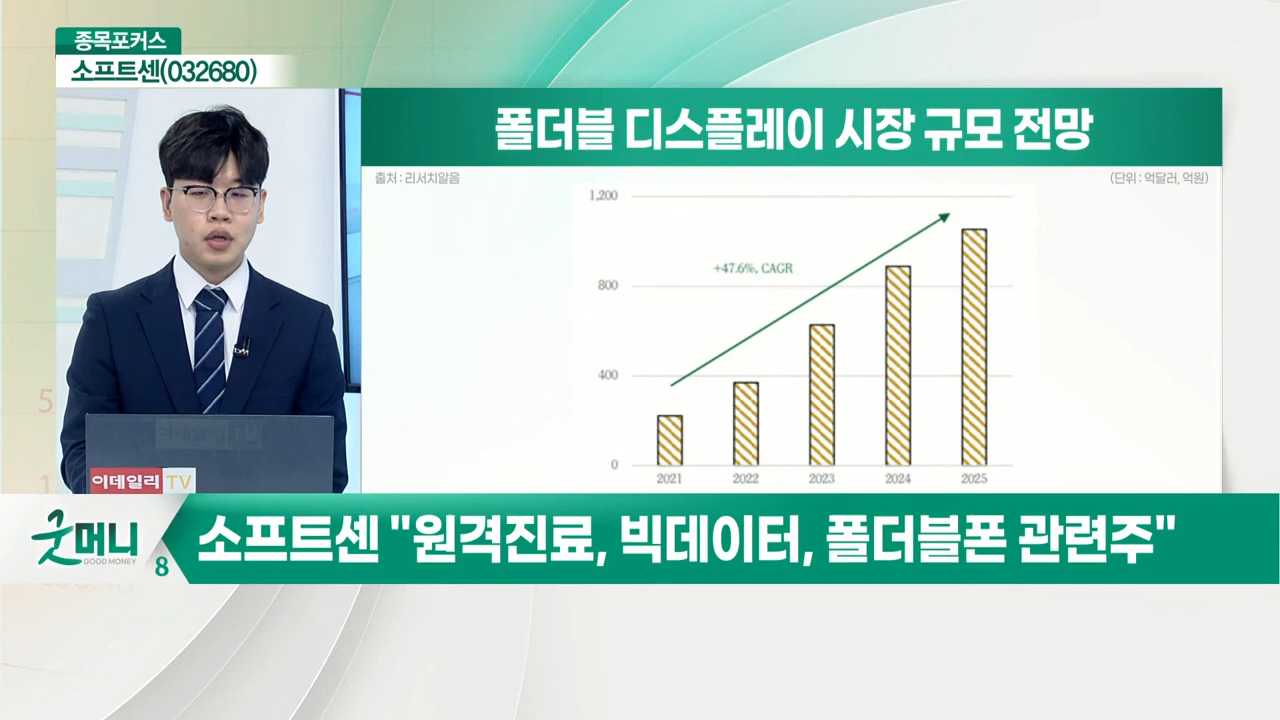 종목포커스
소프트센(032680)
폴더블 디스플레이 시장 규모 전망
출처 : 리서치알음
(단위 : 억달러, 억원)
1,200
800
400
0
+47.6%, CAGR
2021 2022 2023 2024 2025
이데일리 TV
굿머니
GOOD MONEY
8
소프트센 "원격진료, 빅데이터, 폴더블폰 관련주"